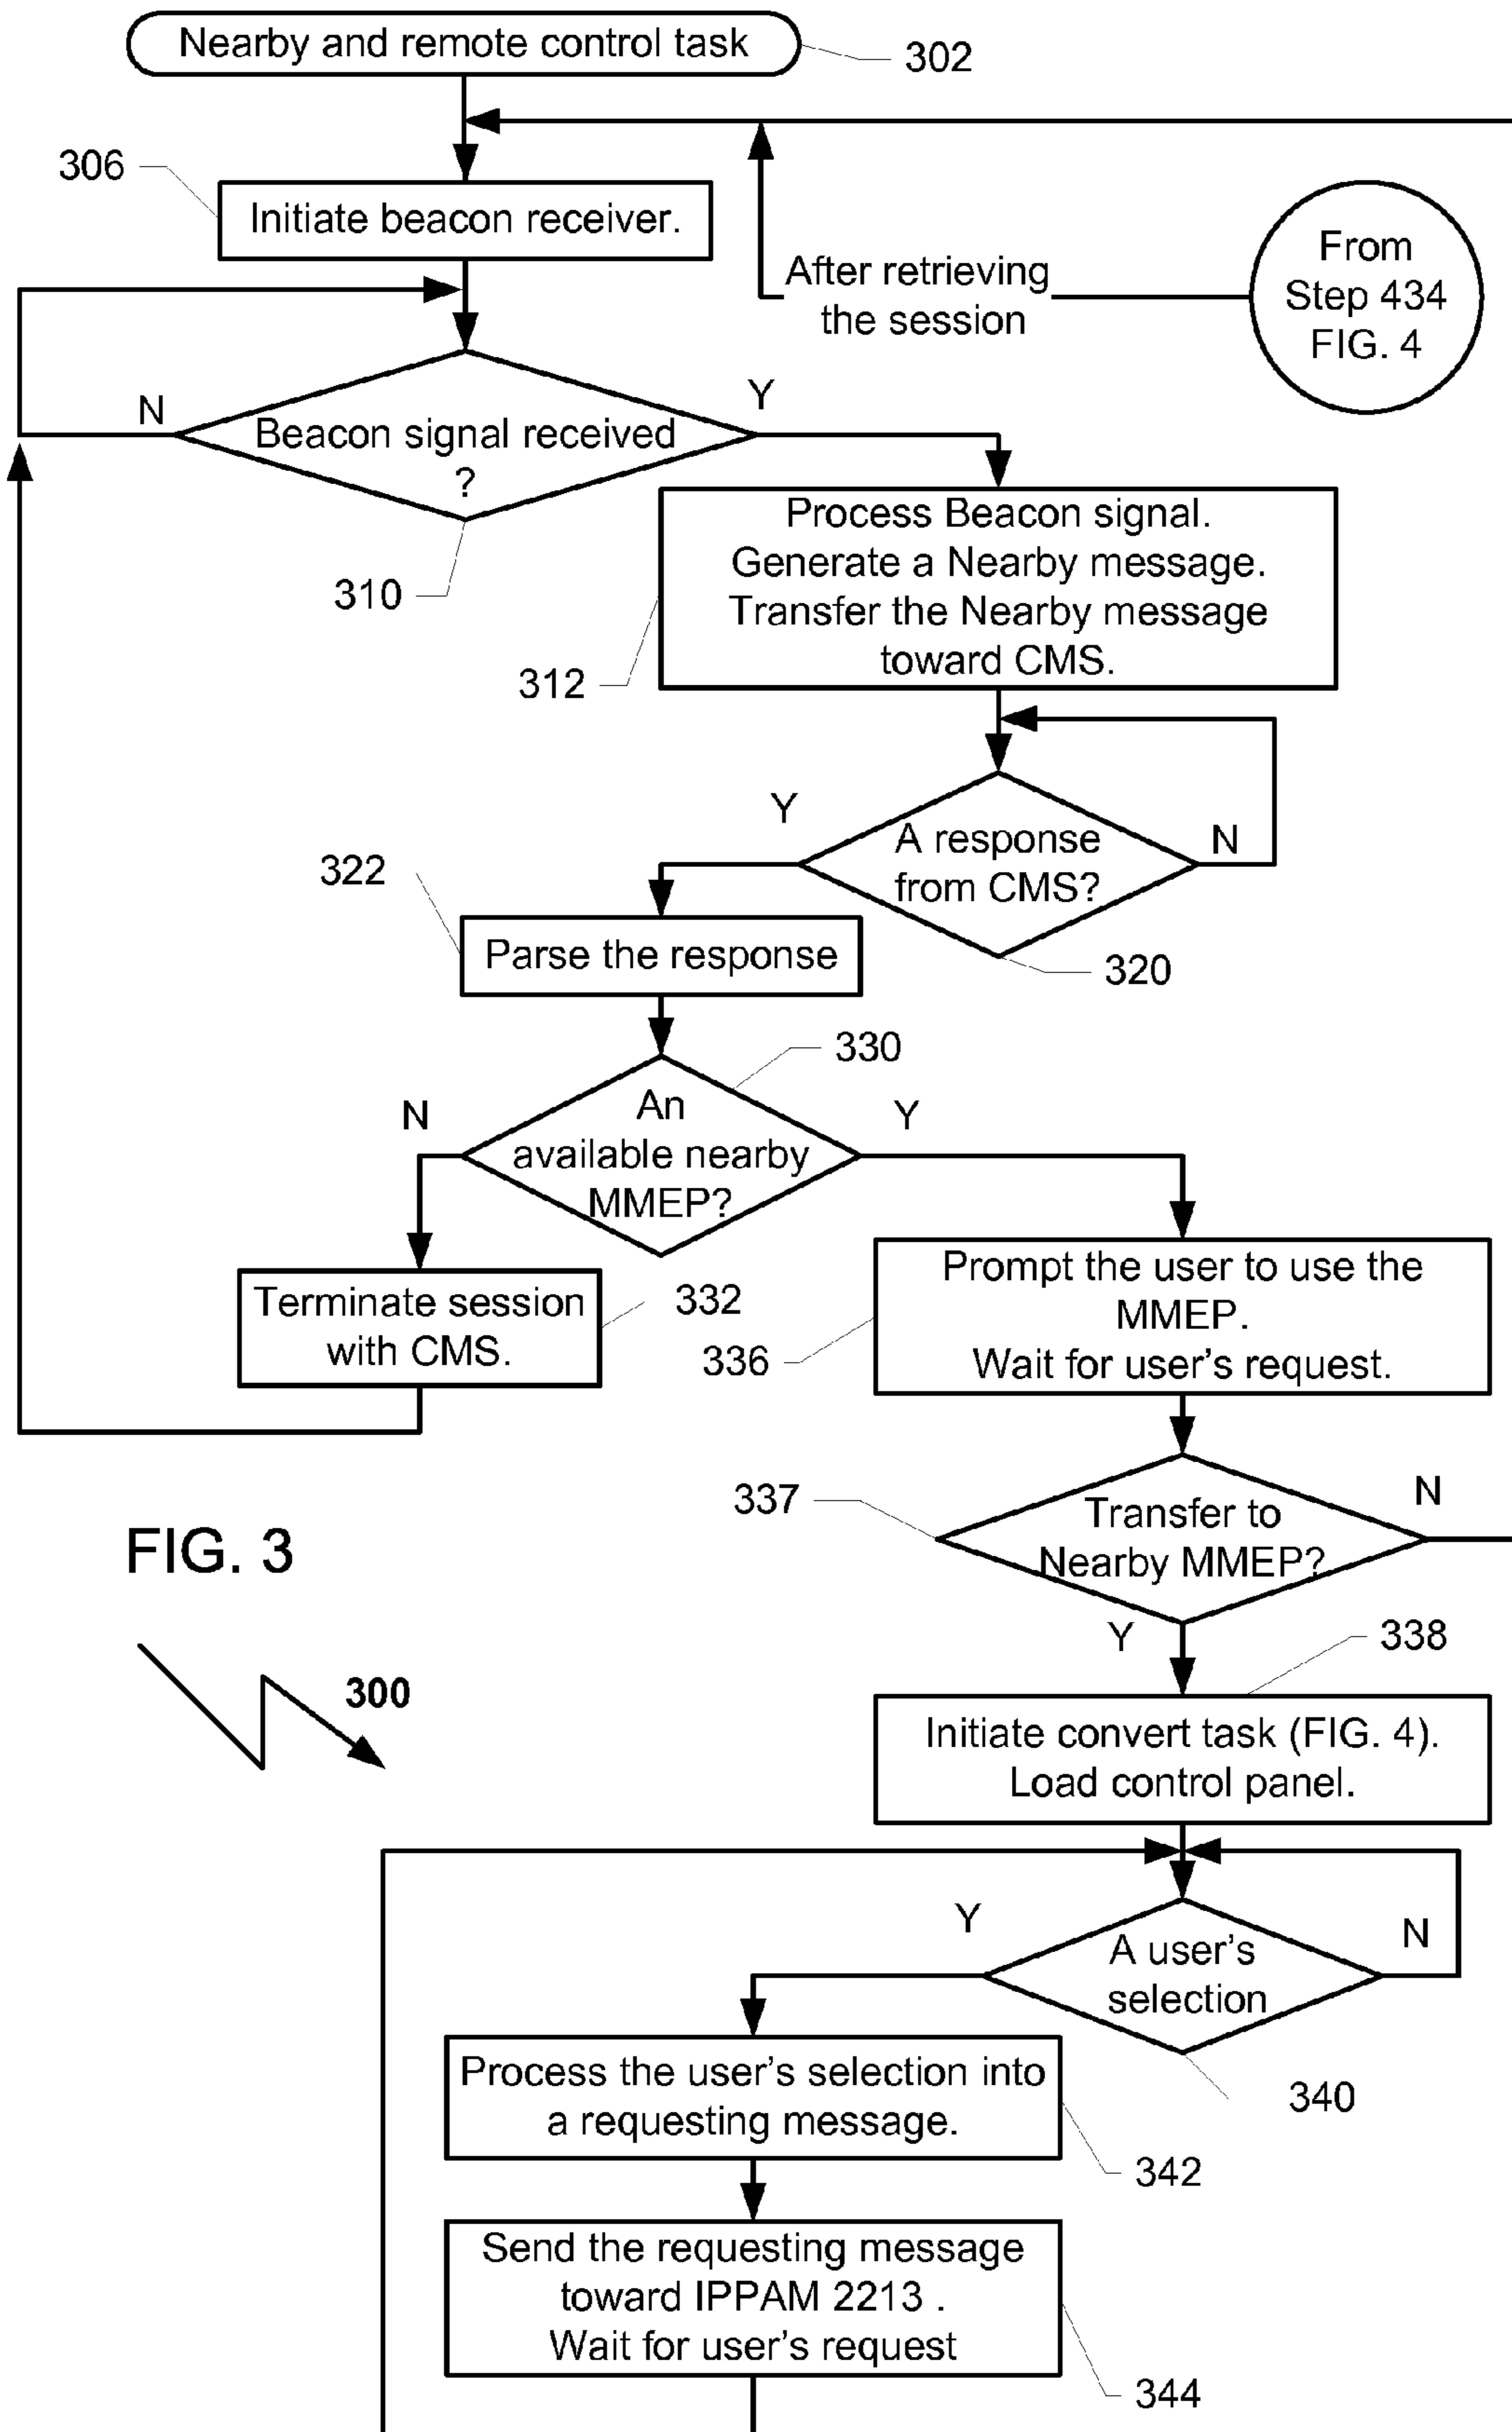 Nearby and remote control task
302
306
Initiate beacon receiver.
After retrieving
the session
From
Step 434
FIG. 4
N
Y
Beacon signal received
?
310
Process Beacon signal.
Generate a Nearby message.
Transfer the Nearby message
toward CMS.
312
Y
A response
from CMS?
N
322
Parse the response
320
330
N
An
available nearby
MMEP?
Y
Terminate session
with CMS.
332
Prompt the user to use the
MMEP.
Wait for user's request.
336
337
Transfer to
Nearby MMEP?
N
FIG. 3
Y
338
300
Initiate convert task (FIG. 4).
Load control panel.
Y
A user's
selection
N
340
Process the user's selection into
a requesting message.
342
Send the requesting message
toward IPPAM 2213 .
Wait for user's request
344